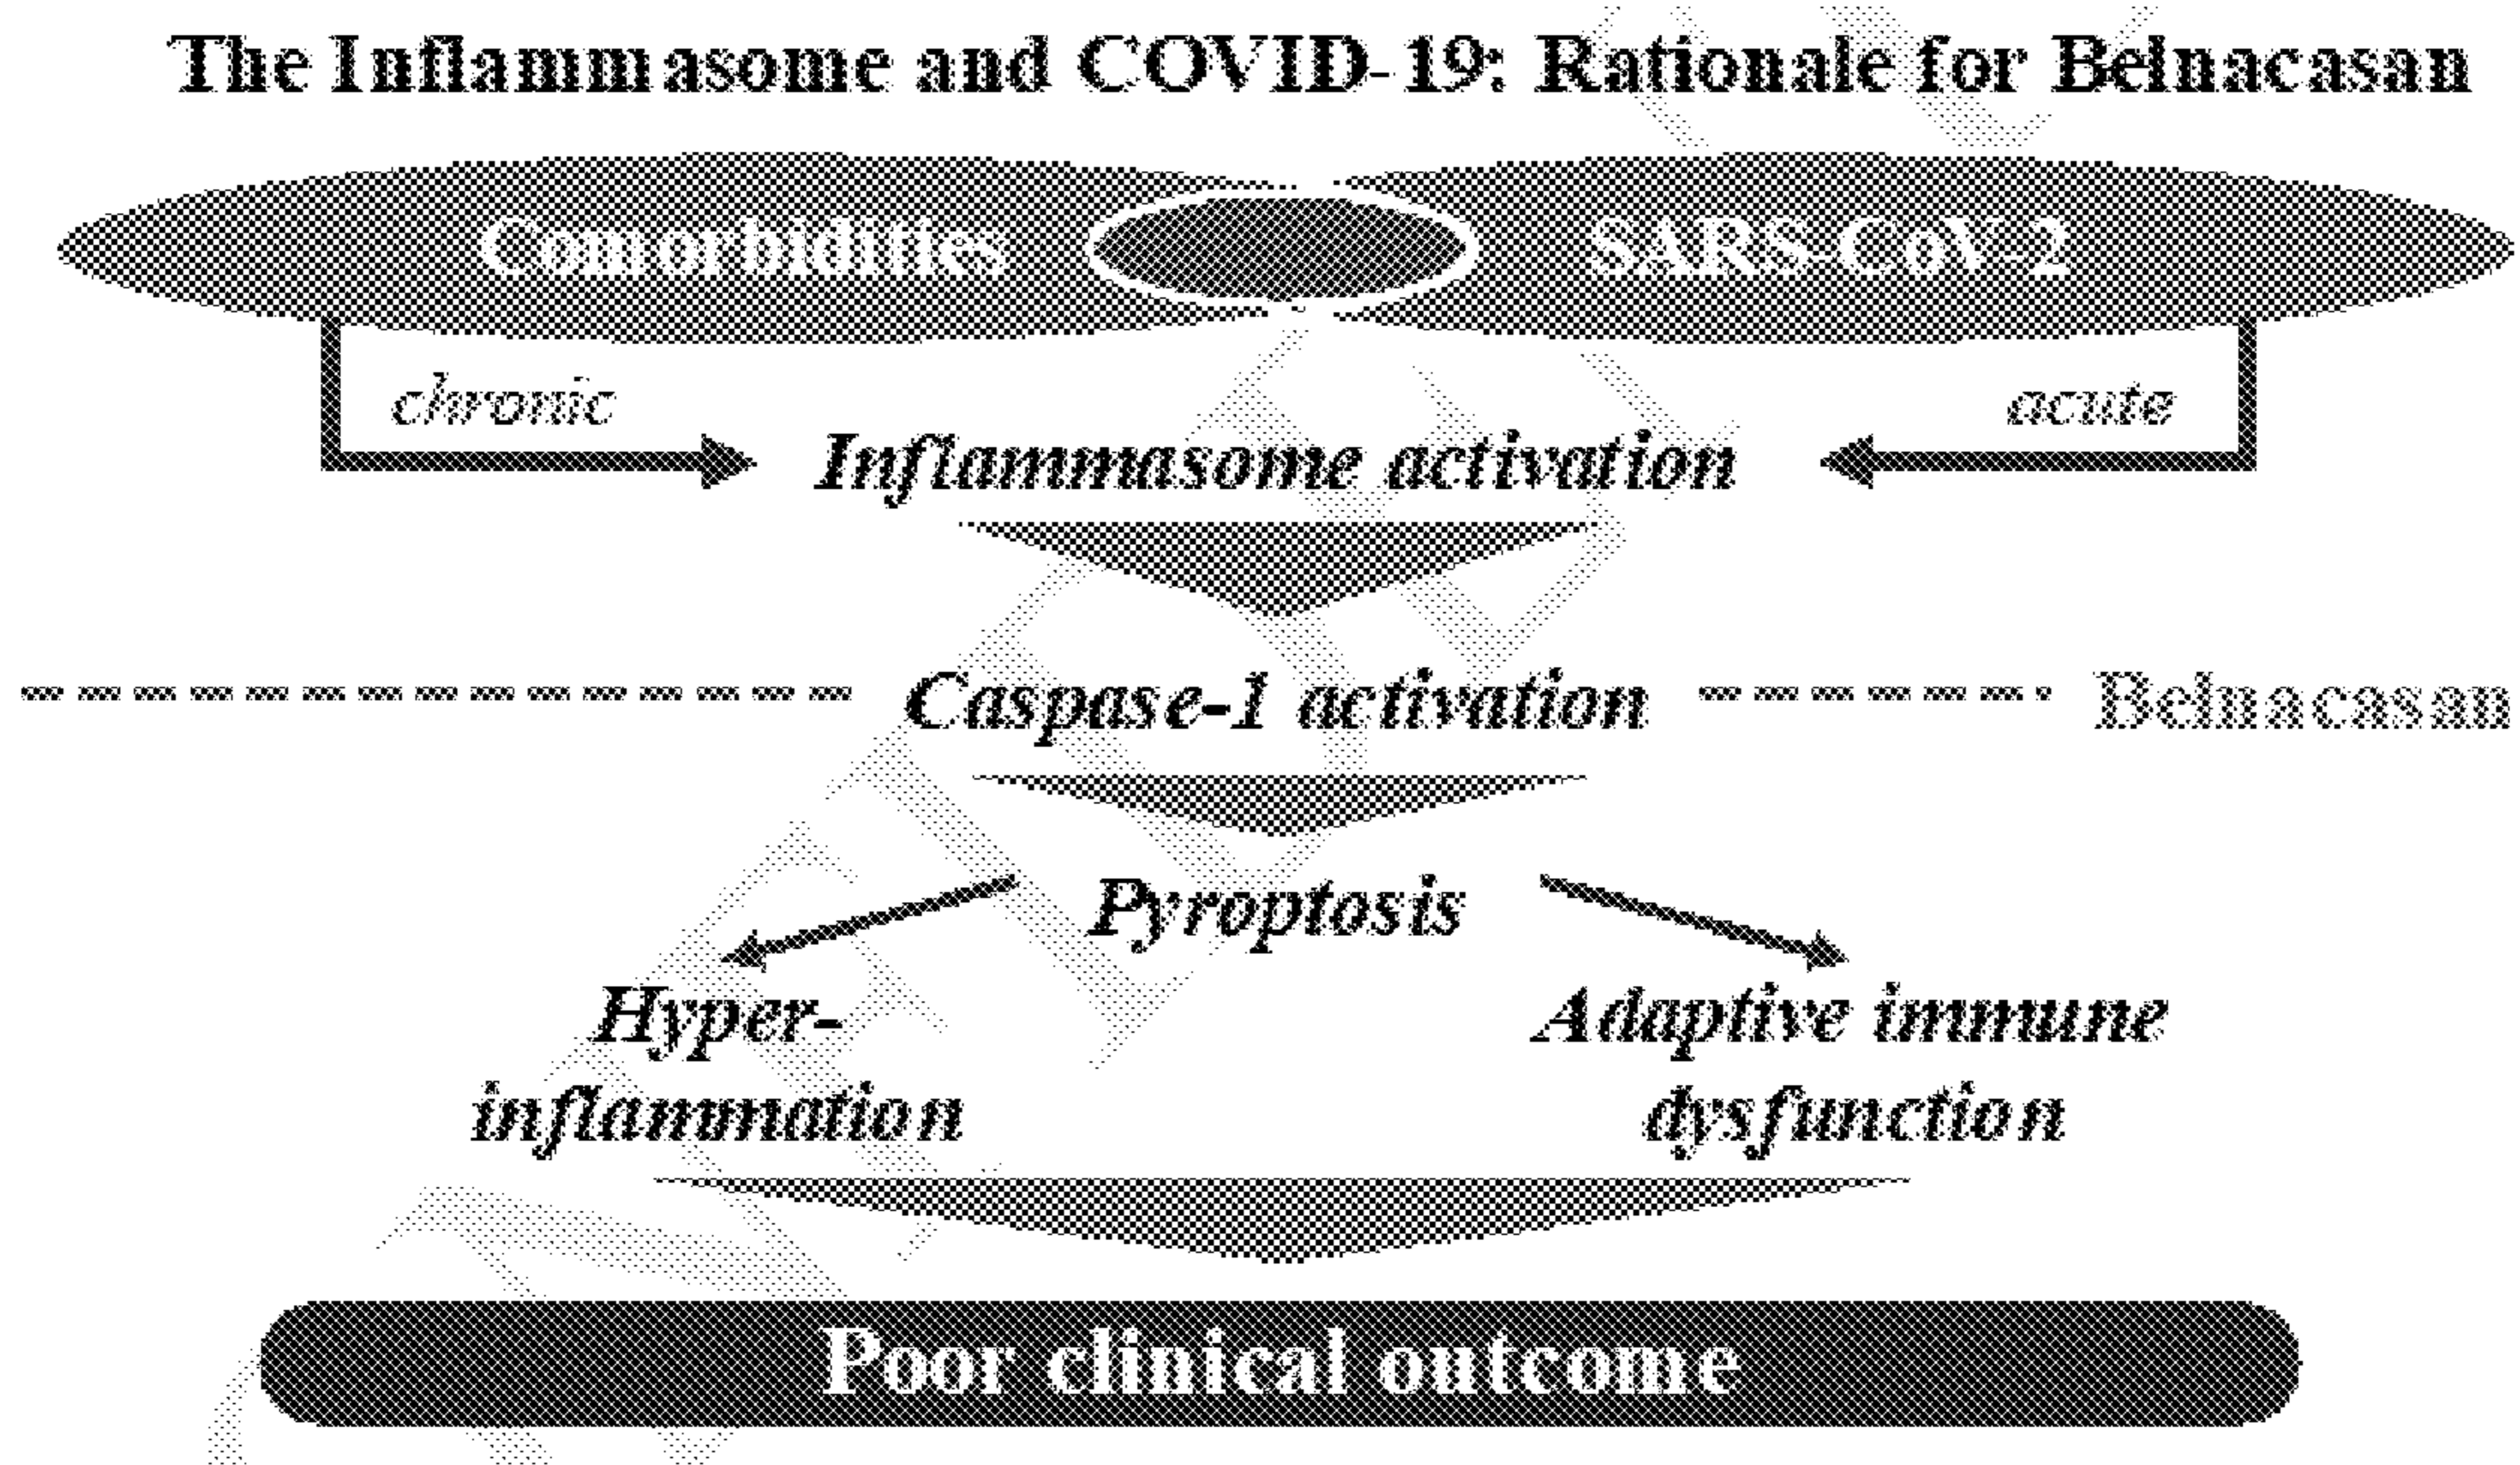 The Inflammasome and COVID-19: Rationale for Belnacasan
Comorbidities
SARS-CoV-2
chronic
acute
Inflammasome activation
Caspase-1 activation
Belnacasan
Pyroptosis
Hyper-
inflammation
Adaptive immune
dysfunction
Poor clinical outcome